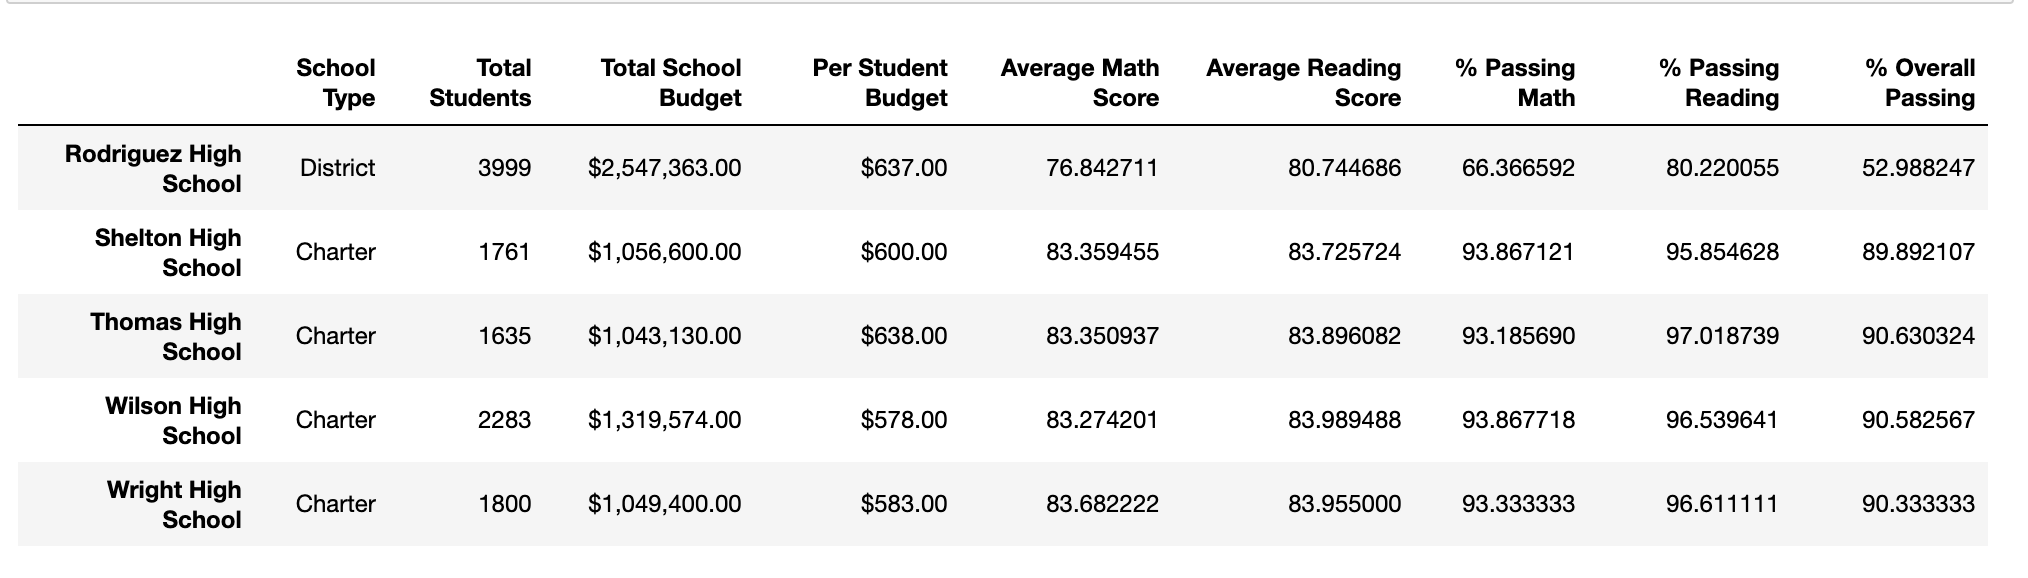 School Type Total Students Total School Budget Per Student Budget Average Math Score Average Reading Score % Passing Math % Passing Reading % Overall Passing
Rodriguez High School District 3999 $2,547,363.00 $637.00 76.842711 80.744686 66.366592 80.220055 52.988247
Shelton High School Charter 1761 $1,056,600.00 $600.00 83.359455 83.725724 93.867121 95.854628 89.892107
Thomas High School Charter 1635 $1,043,130.00 $638.00 83.350937 83.896082 93.185690 97.018739 90.630324
Wilson High School Charter 2283 $1,319,574.00 $578.00 83.274201 83.989488 93.867718 96.539641 90.582567
Wright High School Charter 1800 $1,049,400.00 $583.00 83.682222 83.955000 93.333333 96.611111 90.333333